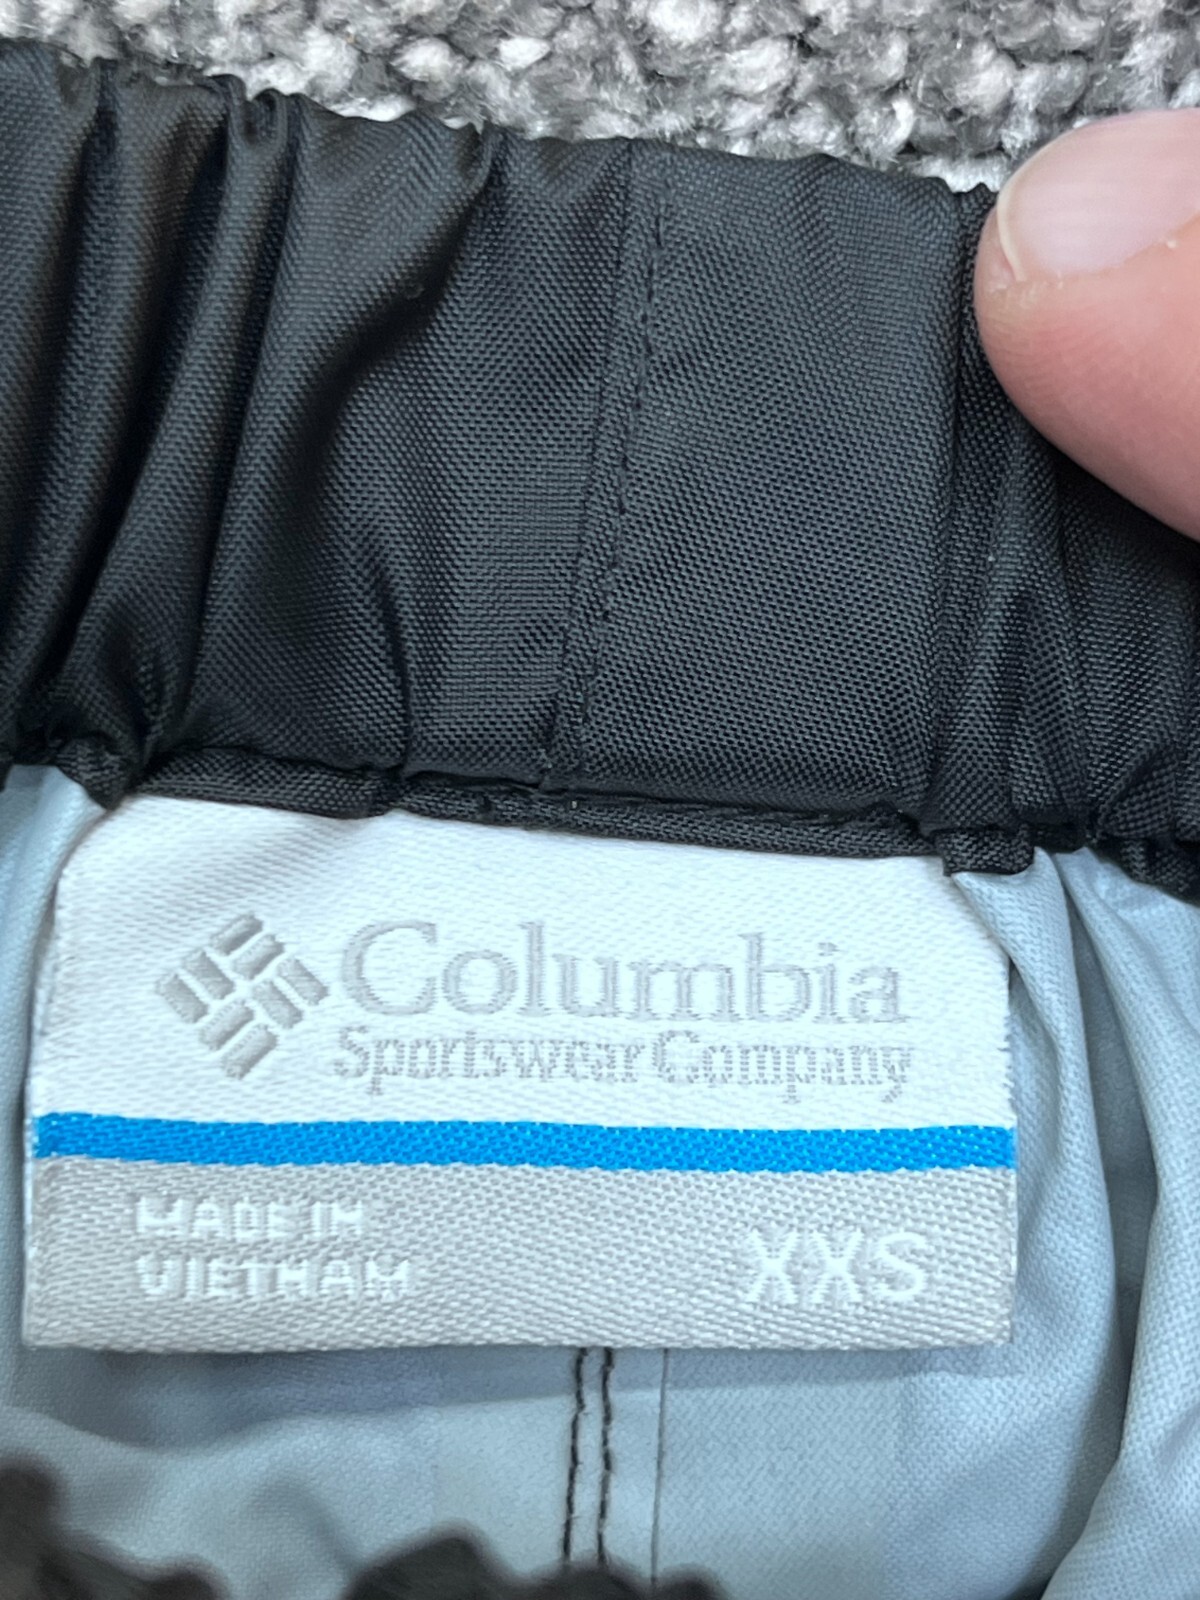 Columbia
Sportswear Company
MADE IN
VIETNAM
XXS